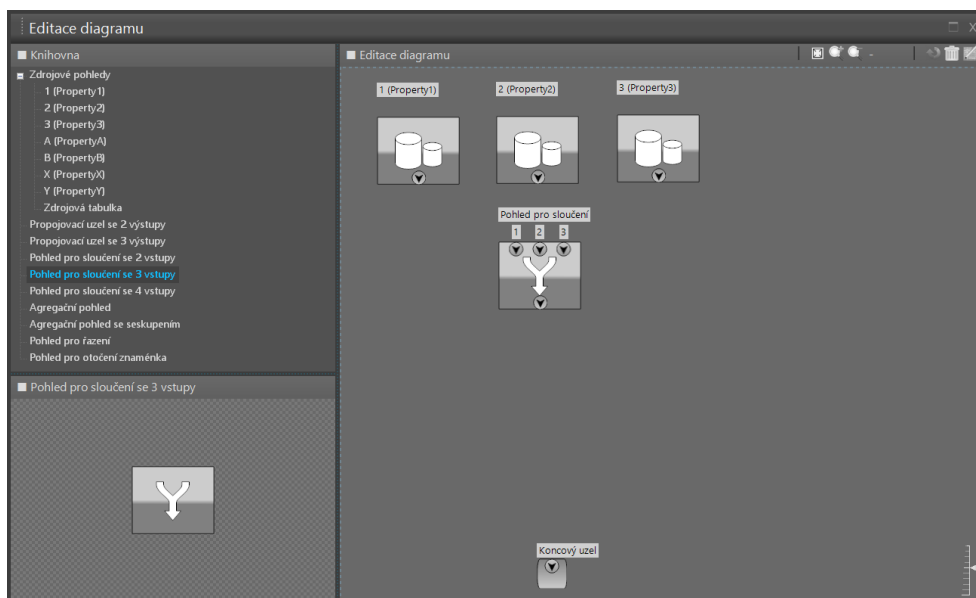 Editace diagramu
Knihovna
Zdrojové pohledy
1 (Property1)
2 (Property2)
3 (Property3)
A (PropertyA)
B (PropertyB)
X (PropertyX)
Y (PropertyY)
Zdrojová tabulka
Propojovací uzel se 2 výstupy
Propojovací uzel se 3 výstupy
Pohled pro sloučení se 2 vstupy
Pohled pro sloučení se 3 vstupy
Pohled pro sloučení se 4 vstupy
Agregační pohled
Agregační pohled se seskupením
Pohled pro řazení
Pohled pro otočení znaménka
Pohled pro sloučení se 3 vstupy
Editace diagramu
1 (Property1)
2 (Property2)
3 (Property3)
Pohled pro sloučení
1 2 3
Koncový uzel